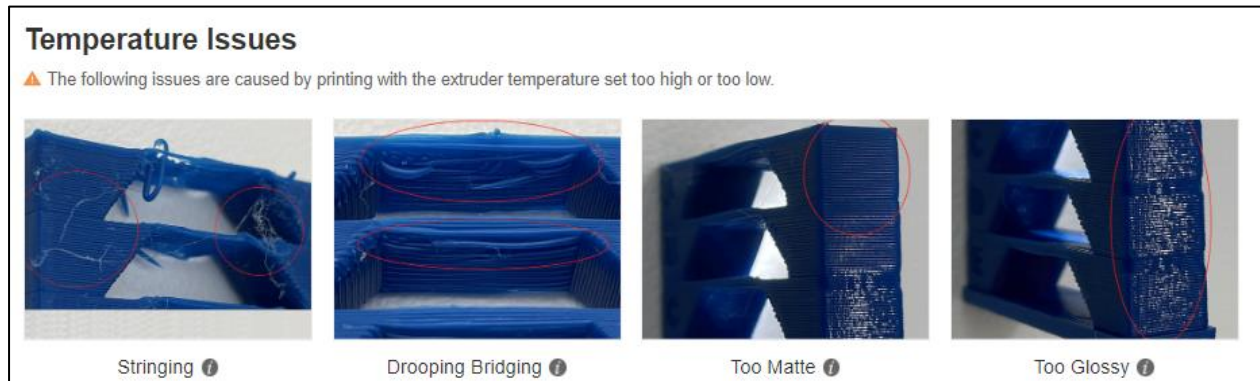 Temperature Issues
The following issues are caused by printing with the extruder temperature set too high or too low.
Stringing
Drooping Bridging
Too Matte
Too Glossy